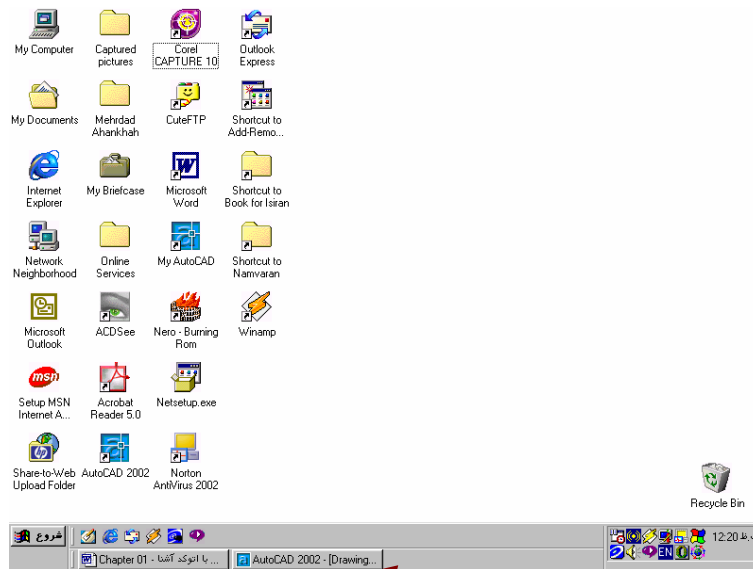 My Computer
Captured
pictures
Corel
CAPTURE 10
Outlook
Express
My Documents
Mehrdad
Ahankhah
CuteFTP
Shortcut to
Add-Remo...
Internet
Explorer
My Briefcase
Microsoft
Word
Shortcut to
Book for Isiran
Network
Neighborhood
Online
Services
My AutoCAD
Shortcut to
Namvaran
Microsoft
Outlook
ACDSee
Nero - Burning
Rom
Winamp
msn
Setup MSN
Internet A...
Acrobat
Reader 5.0
Netsetup.exe
Share-to-Web
Upload Folder
AutoCAD 2002
Norton
AntiVirus 2002
Recycle Bin
شروع
12:20 ب.ظ
EN
Chapter 01 - با اتوکد آشنا ...
AutoCAD 2002 - [Drawing...